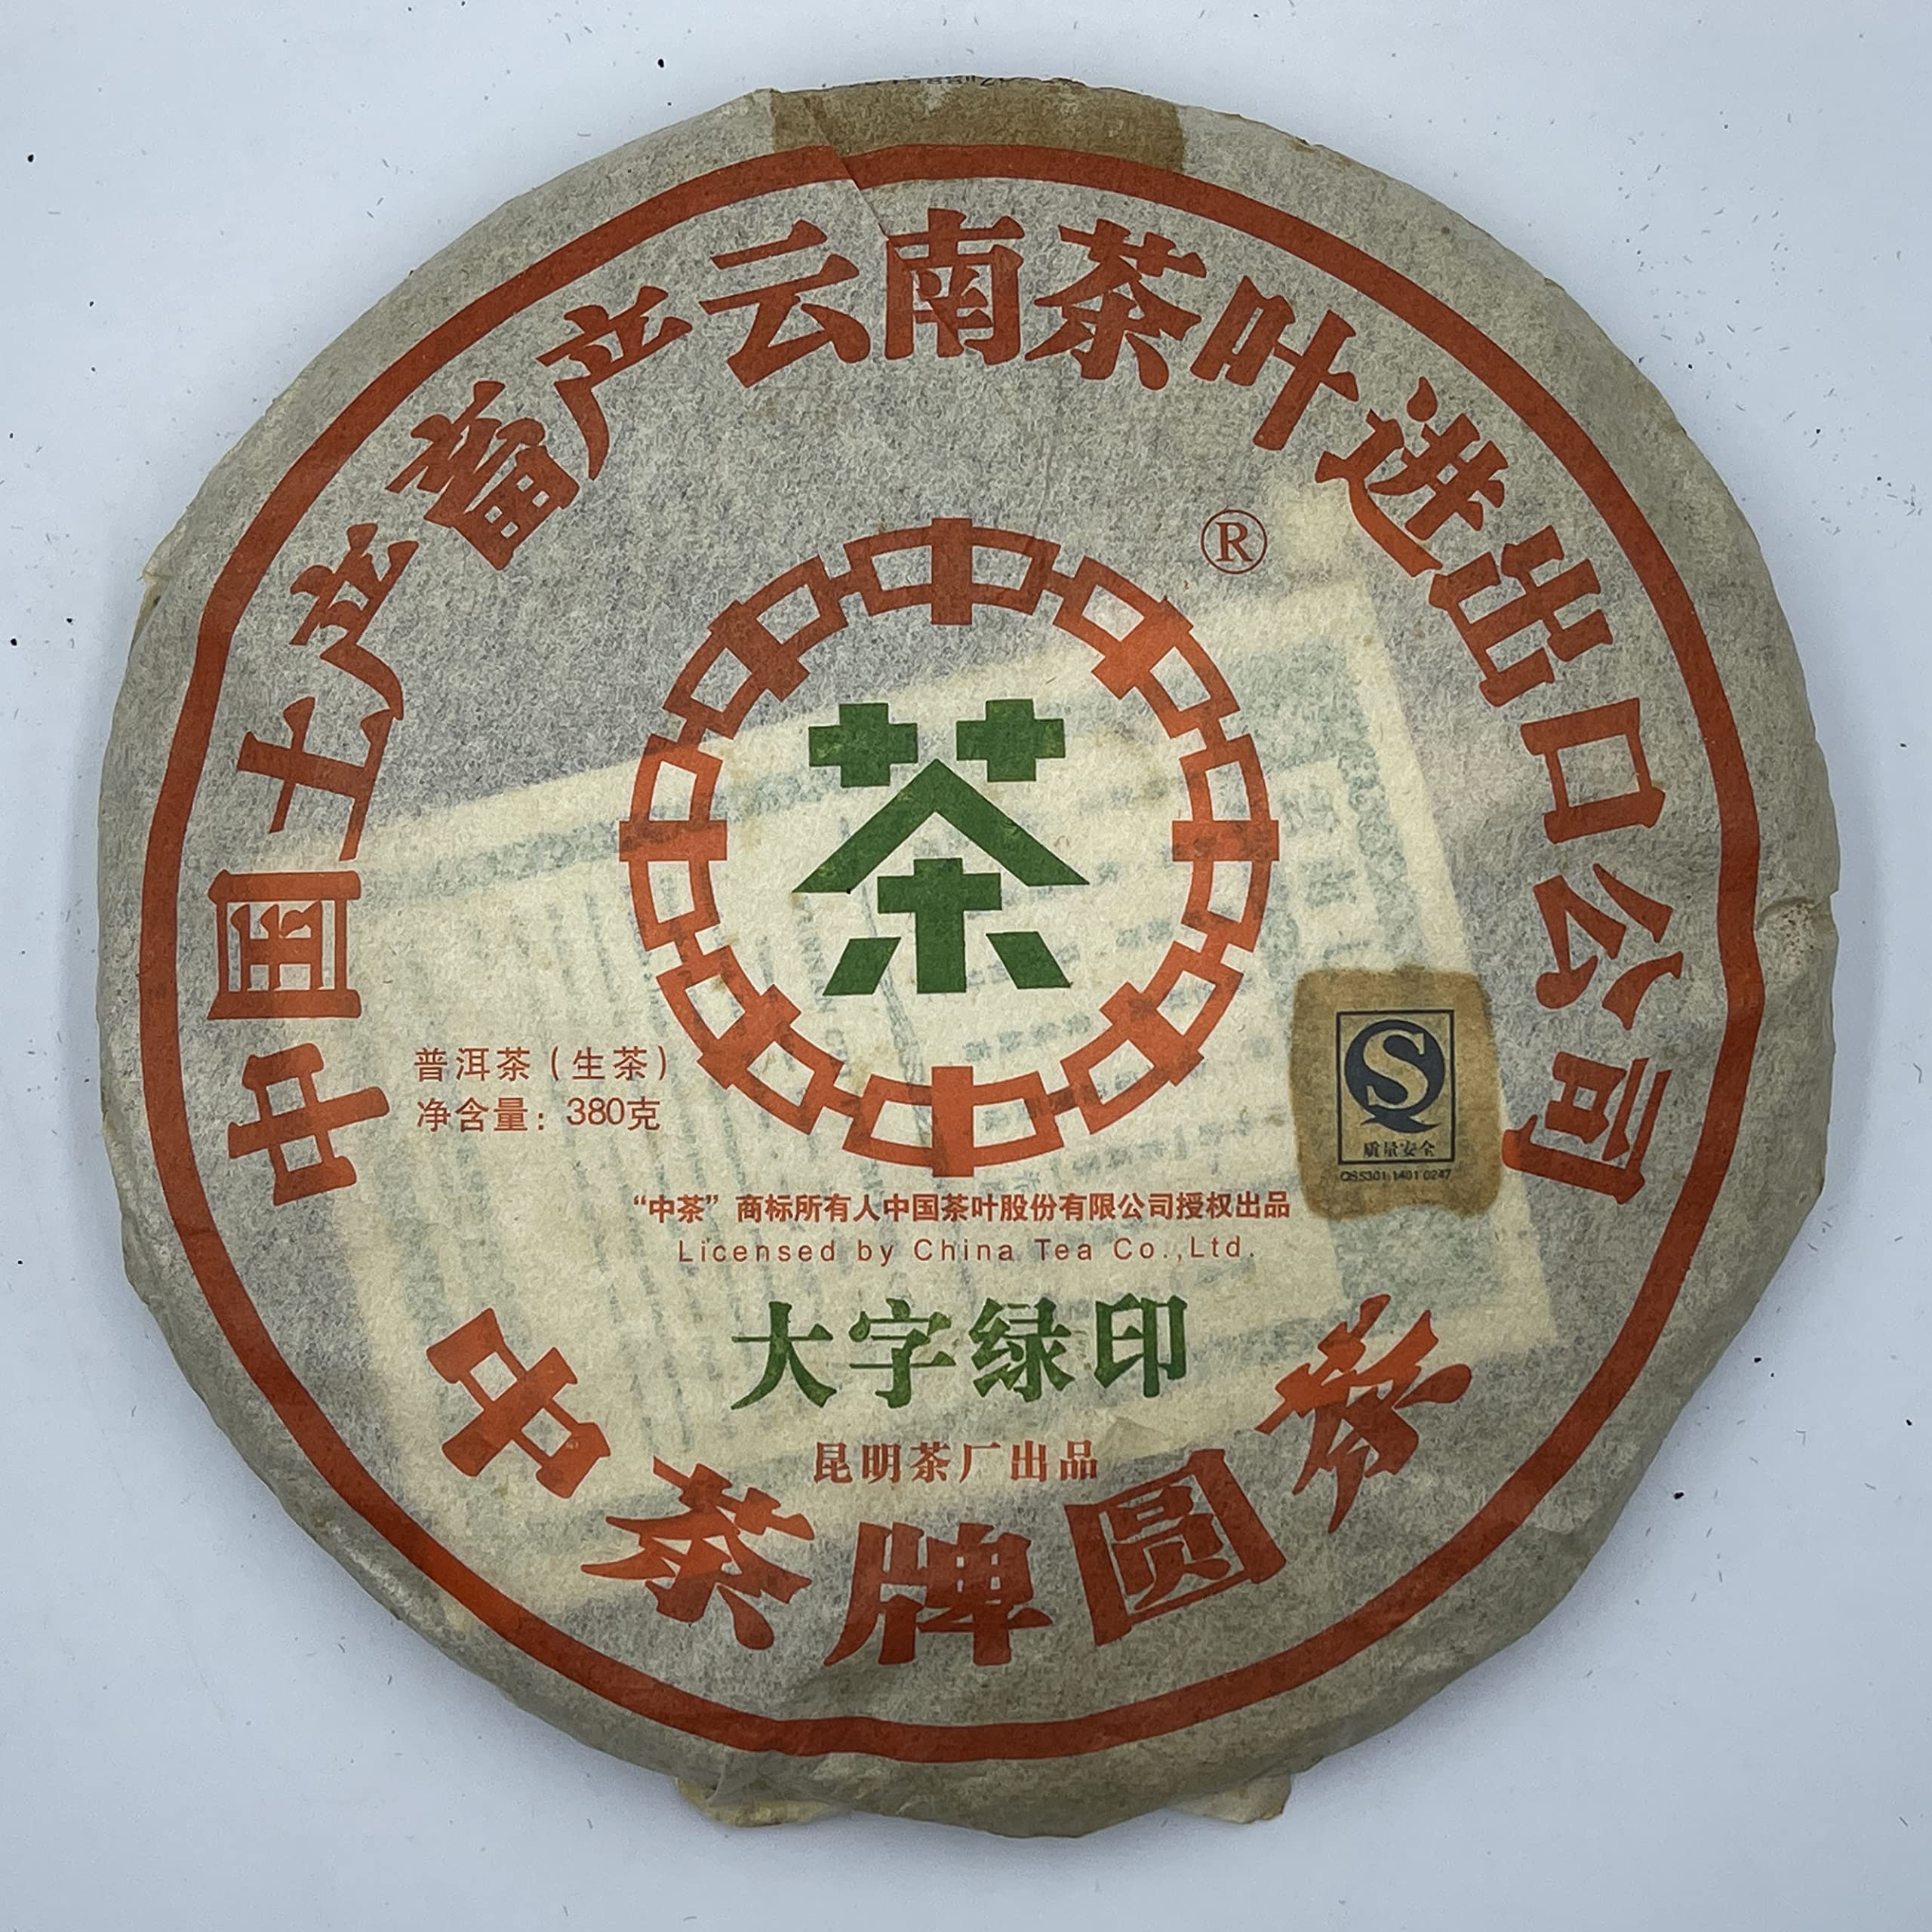 中国土产畜产云南茶叶进出口公司
®
茶
普洱茶（生茶）
净含量：380克
质量安全
QS5301 1401 0247
“中茶”商标所有人中国茶叶股份有限公司授权出品
Licensed by China Tea Co.,Ltd.
大字绿印
昆明茶厂出品
中茶牌圆茶